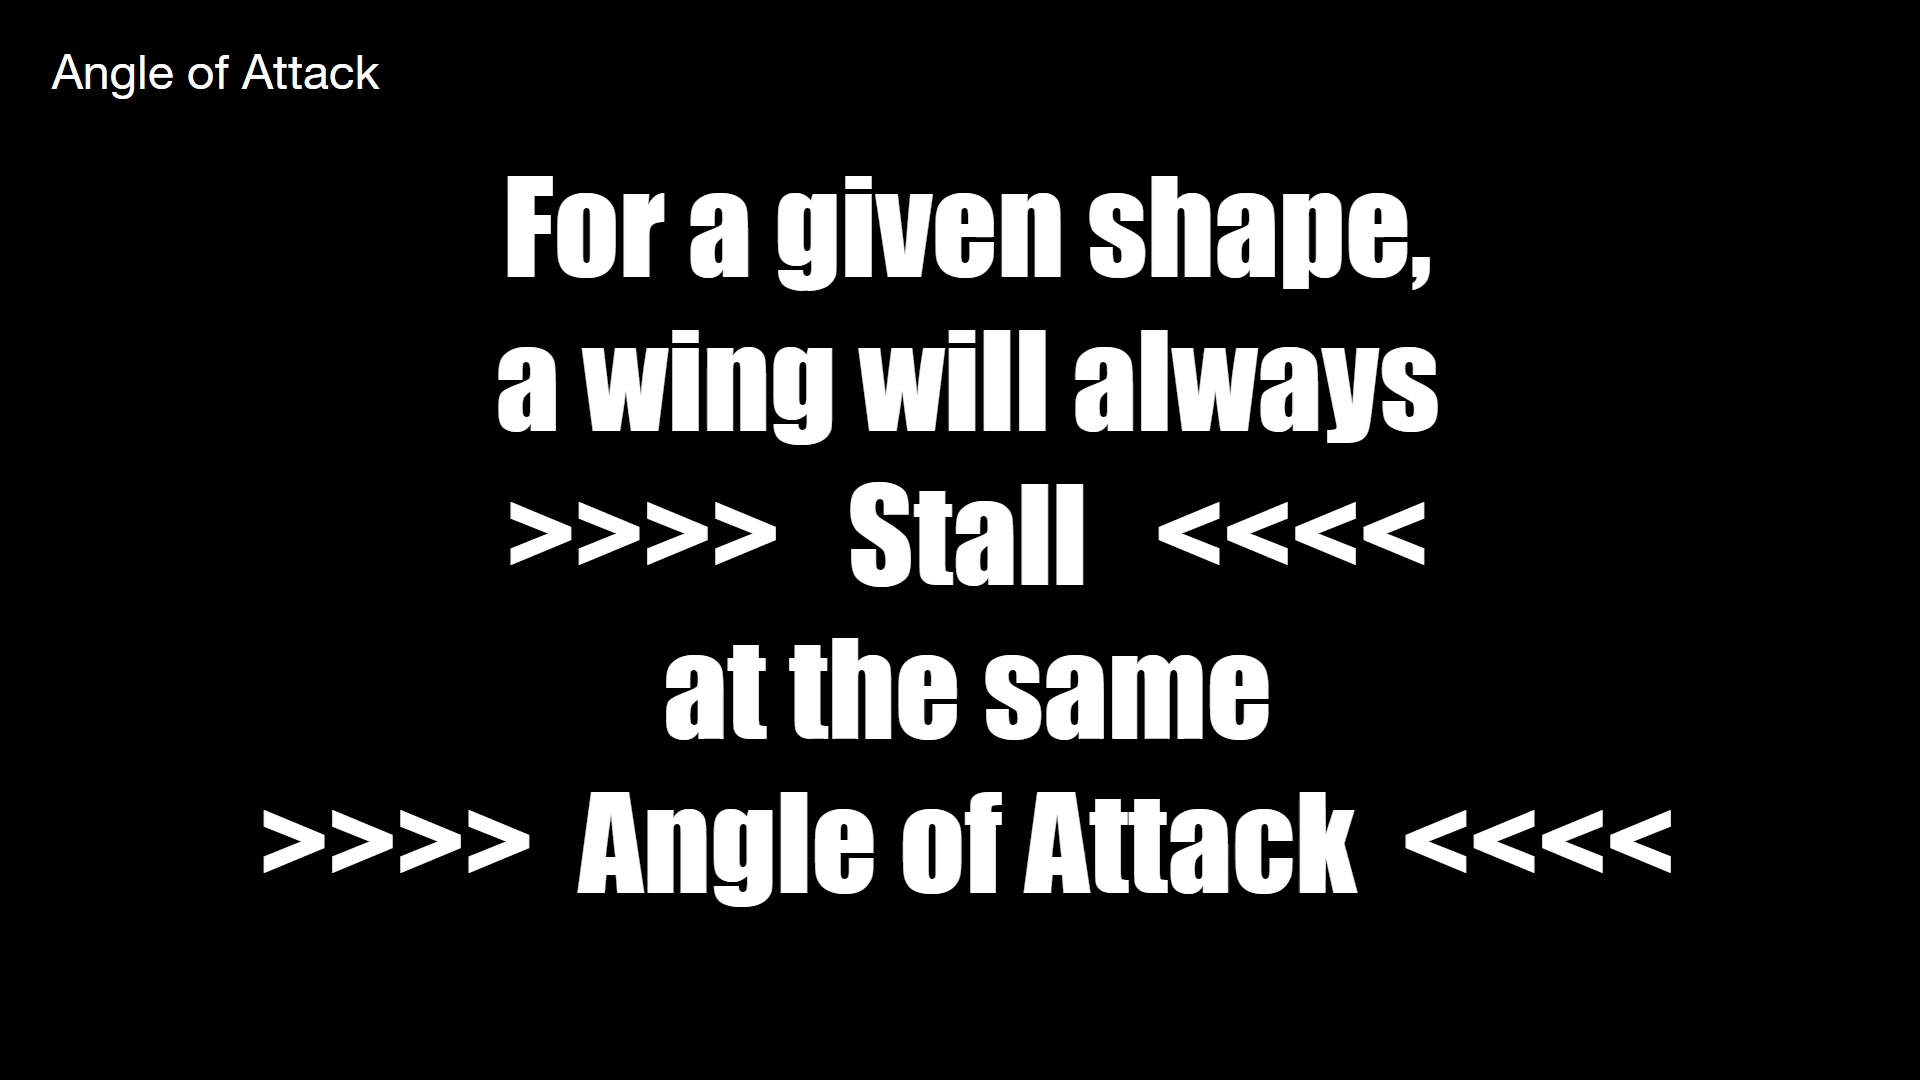 Angle of Attack
For a given shape,
a wing will always
>>>> Stall <<<<
at the same
>>>> Angle of Attack <<<<